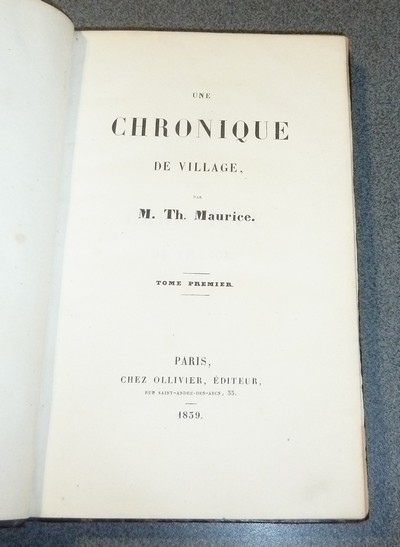 UNE
CHRONIQUE
DE VILLAGE,
PAR
M. Th. Maurice.
TOME PREMIER.
PARIS,
CHEZ OLLIVIER, ÉDITEUR,
RUE SAINT-ANDRÉ-DES-ARCS, 33.
1839.